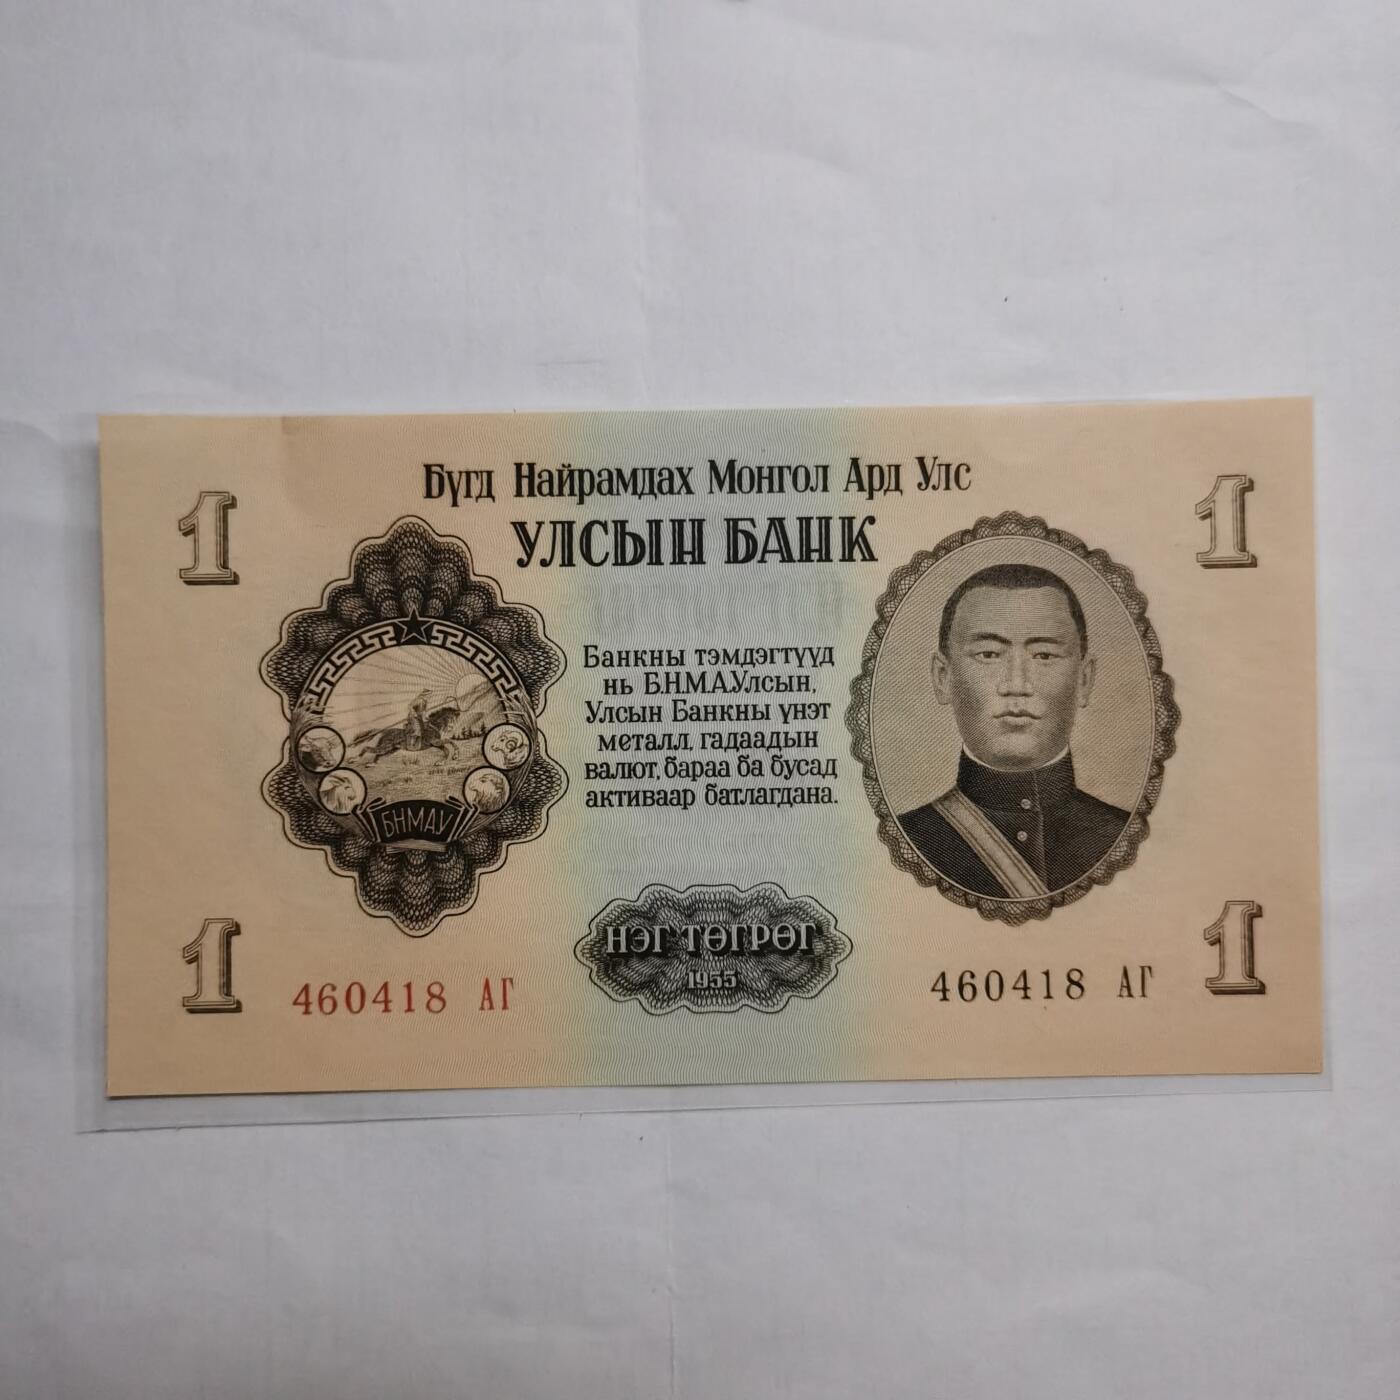 Бүгд Найрамдах Монгол Ард Улс
УЛСЫН БАНК
1
1
Банкны тэмдэгтүүд
нь Б.Н.М.А.Улсын,
Улсын Банкны үнэт
металл, гадаадын
валют, бараа ба бусад
активаар батлагдана.
БНМАУ
НЭГ ТӨГРӨГ
1955
1
1
460418 АГ
460418 АГ